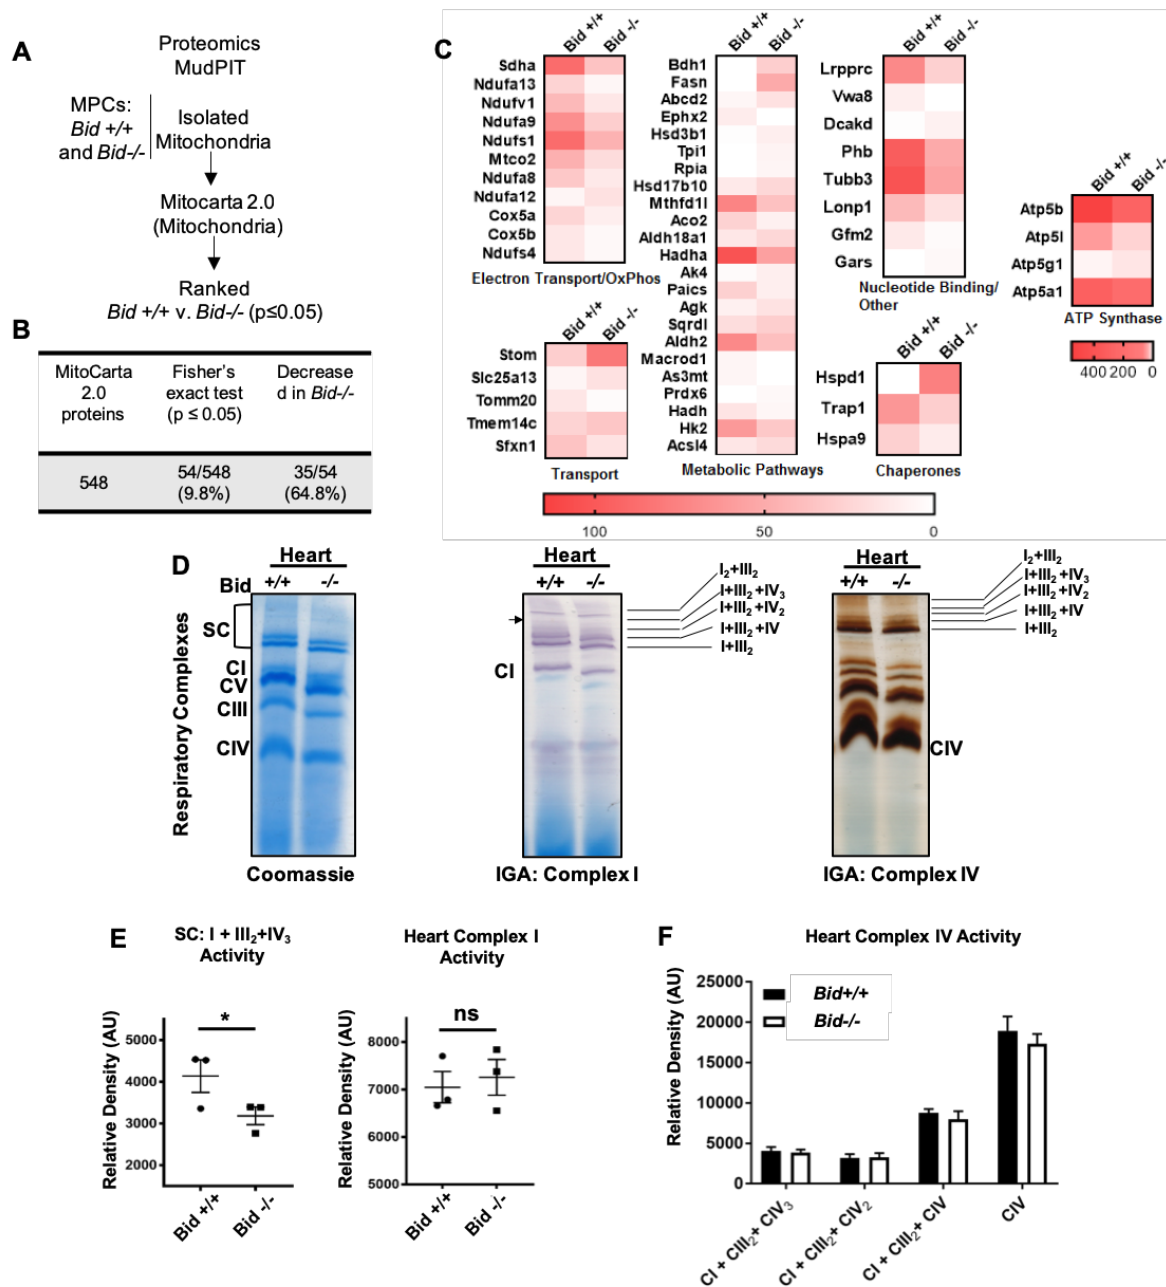 A
Proteomics
MudPIT
MPCs:
Bid +/+
and Bid-/-
Isolated
Mitochondria
Mitocarta 2.0
(Mitochondria)
Ranked
Bid +/+ v. Bid-/- (p≤0.05)
B
MitoCarta
2.0
proteins
Fisher's
exact test
(p ≤ 0.05)
Decrease
d in Bid-/-
548
54/548
(9.8%)
35/54
(64.8%)
C
Bid +/+
Bid -/-
Sdha
Ndufa13
Ndufv1
Ndufa9
Ndufs1
Mtco2
Ndufa8
Ndufa12
Cox5a
Cox5b
Ndufs4
Electron Transport/OxPhos
Bid +/+
Bid -/-
Stom
Slc25a13
Tomm20
Tmem14c
Sfxn1
Transport
Bid +/+
Bid -/-
Bdh1
Fasn
Abcd2
Ephx2
Hsd3b1
Tpi1
Rpia
Hsd17b10
Mthfd1l
Aco2
Aldh18a1
Hadha
Ak4
Paics
Agk
Sqrdl
Aldh2
Macrod1
As3mt
Prdx6
Hadh
Hk2
Acsl4
Metabolic Pathways
Bid +/+
Bid -/-
Lrpprc
Vwa8
Dcakd
Phb
Tubb3
Lonp1
Gfm2
Gars
Nucleotide Binding/
Other
Bid +/+
Bid -/-
Hspd1
Trap1
Hspa9
Chaperones
Bid +/+
Bid -/-
Atp5b
Atp5l
Atp5g1
Atp5a1
ATP Synthase
400 200 0
100 50 0
D
Heart
Bid +/+ -/-
SC
CI
CV
CIII
CIV
Respiratory Complexes
Coomassie
Heart
+/+ -/-
I₂+III₂
I+III₂+IV₃
I+III₂+IV₂
I+III₂+IV
I+III₂
CI
IGA: Complex I
Heart
+/+ -/-
I₂+III₂
I+III₂+IV₃
I+III₂+IV₂
I+III₂+IV
I+III₂
CIV
IGA: Complex IV
E
SC: I + III₂+IV₃
Activity
Relative Density (AU)
5000
4000
3000
2000
*
Bid +/+
Bid -/-
Heart Complex I
Activity
Relative Density (AU)
8000
7000
6000
5000
ns
Bid +/+
Bid -/-
F
Heart Complex IV Activity
Relative Density (AU)
25000
20000
15000
10000
5000
0
Bid+/+
Bid-/-
CI + CIII₂+ CIV₃
CI + CIII₂+ CIV₂
CI + CIII₂+ CIV
CIV